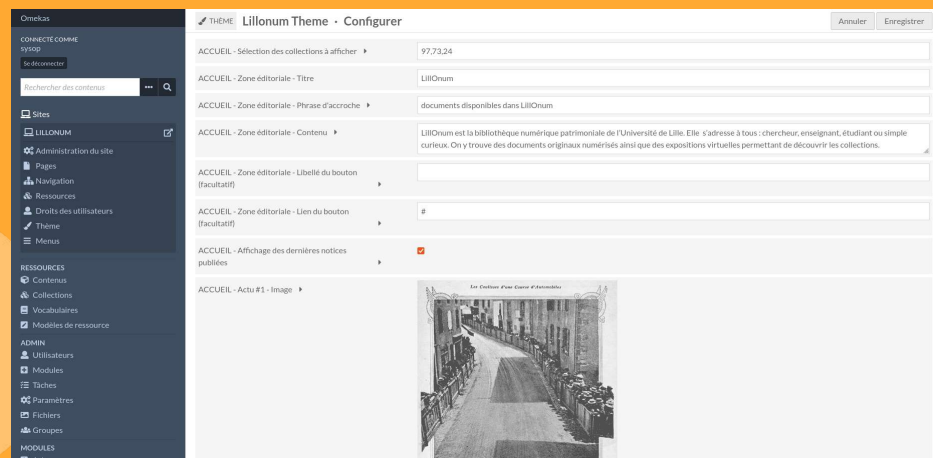 Omekas
CONNECTÉ COMME
sysop
Se déconnecter
Rechercher des contenus
Sites
LILLONUM
Administration du site
Pages
Navigation
Ressources
Droits des utilisateurs
Thème
Menus
RESSOURCES
Contenus
Collections
Vocabulaires
Modèles de ressource
ADMIN
Utilisateurs
Modules
Tâches
Paramètres
Fichiers
Groupes
MODULES
THÈME Lillonum Theme · Configurer
Annuler Enregistrer
ACCUEIL - Sélection des collections à afficher
97,73,24
ACCUEIL - Zone éditoriale - Titre
LillOnum
ACCUEIL - Zone éditoriale - Phrase d'accroche
documents disponibles dans LillOnum
ACCUEIL - Zone éditoriale - Contenu
LillOnum est la bibliothèque numérique patrimoniale de l'Université de Lille. Elle s'adresse à tous : chercheur, enseignant, étudiant ou simple
curieux. On y trouve des documents originaux numérisés ainsi que des expositions virtuelles permettant de découvrir les collections.
ACCUEIL - Zone éditoriale - Libellé du bouton
(facultatif)
ACCUEIL - Zone éditoriale - Lien du bouton
(facultatif)
#
ACCUEIL - Affichage des dernières notices
publiées
ACCUEIL - Actu #1 - Image
Les Coulisses d'une Course d'Automobiles